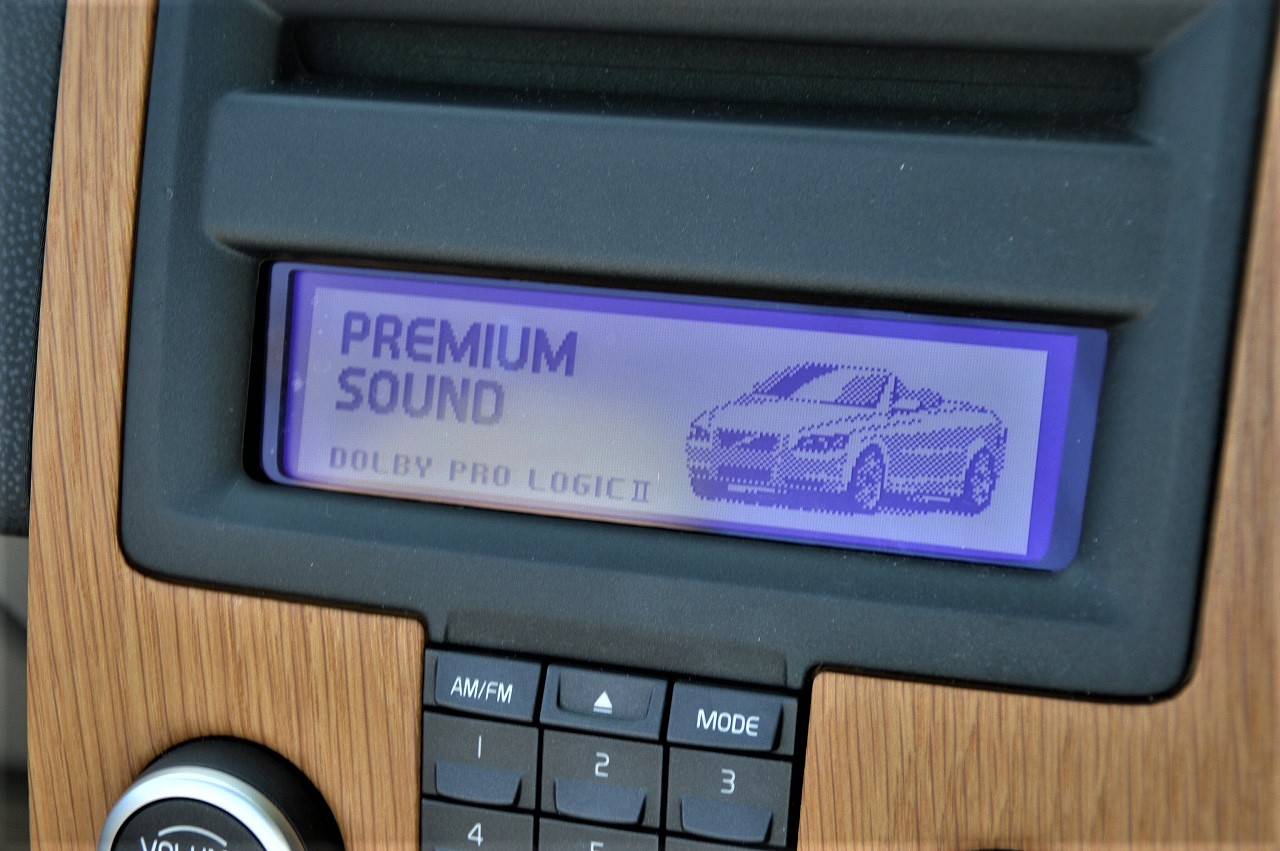 PREMIUM
SOUND
DOLBY PRO LOGIC II
AM/FM
MODE
1
2
3
4